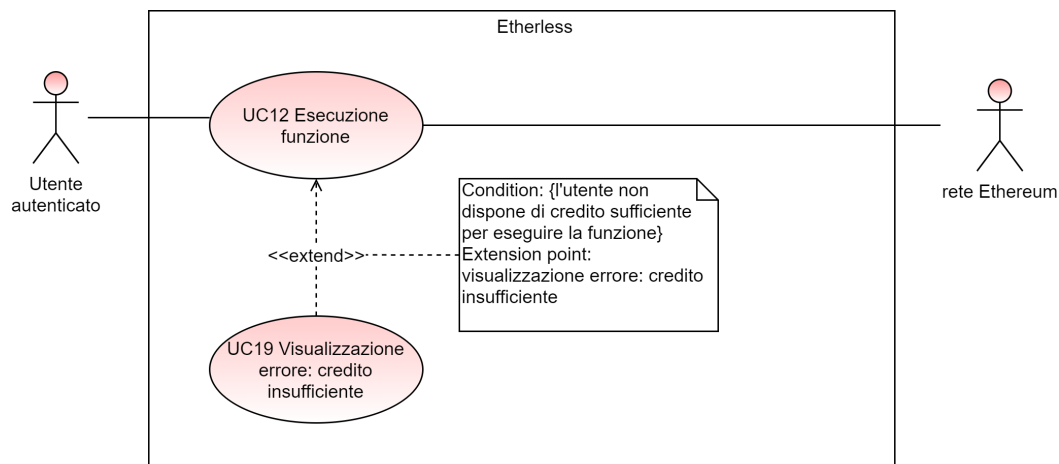 Etherless
UC12 Esecuzione
funzione
Utente
autenticato
rete Ethereum
Condition: {l'utente non
dispone di credito sufficiente
per eseguire la funzione}
Extension point:
visualizzazione errore: credito
insufficiente
<<extend>>
UC19 Visualizzazione
errore: credito
insufficiente